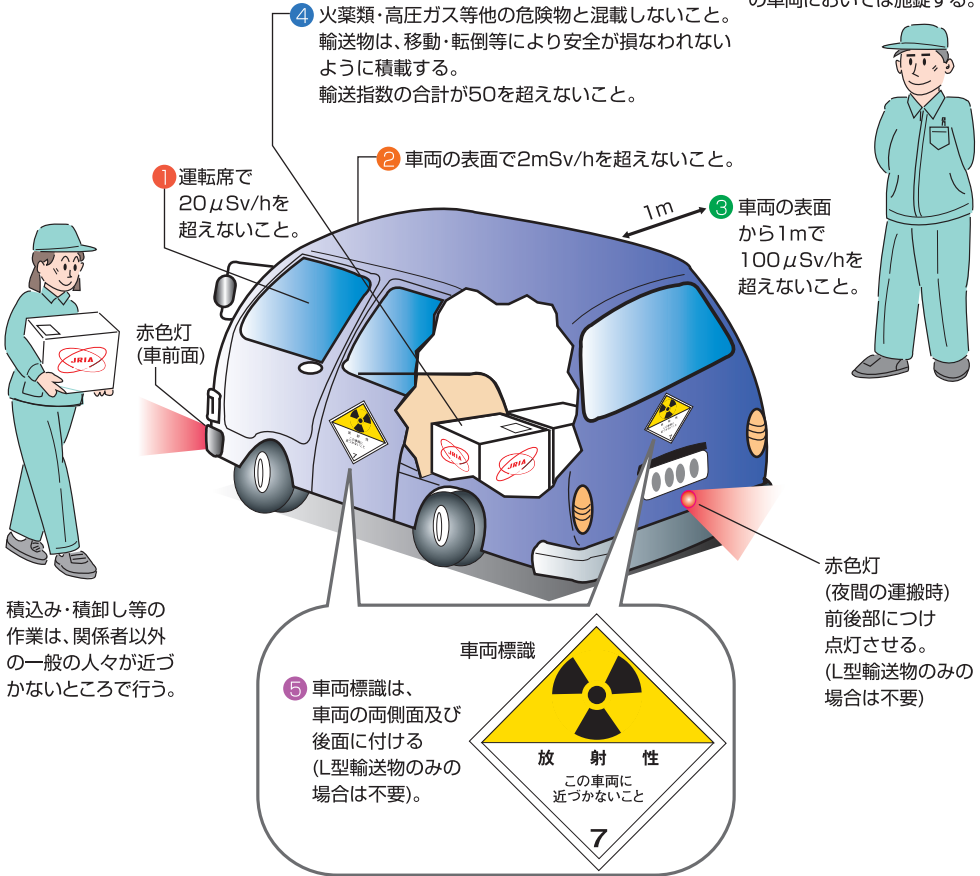 の車両においては施錠する。
④ 火薬類・高圧ガス等他の危険物と混載しないこと。
輸送物は、移動・転倒等により安全が損なわれない
ように積載する。
輸送指数の合計が50を超えないこと。
② 車両の表面で2mSv/hを超えないこと。
① 運転席で
20μSv/hを
超えないこと。
1m
③ 車両の表面
から1mで
100μSv/hを
超えないこと。
赤色灯
(車前面)
JRIA
JRIA
JRIA
赤色灯
(夜間の運搬時)
前後部につけ
点灯させる。
(L型輸送物のみの
場合は不要)
積込み・積卸し等の
作業は、関係者以外
の一般の人々が近づ
かないところで行う。
車両標識
⑤ 車両標識は、
車両の両側面及び
後面に付ける
(L型輸送物のみの
場合は不要)。
放射性
この車両に
近づかないこと
7